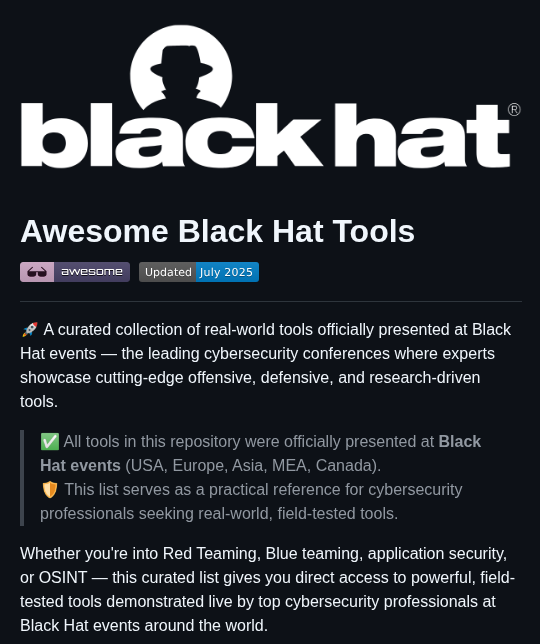 black hat®
Awesome Black Hat Tools
awesome Updated July 2025
🚀 A curated collection of real-world tools officially presented at Black
Hat events — the leading cybersecurity conferences where experts
showcase cutting-edge offensive, defensive, and research-driven
tools.
✅ All tools in this repository were officially presented at Black
Hat events (USA, Europe, Asia, MEA, Canada).
🛡️ This list serves as a practical reference for cybersecurity
professionals seeking real-world, field-tested tools.
Whether you're into Red Teaming, Blue teaming, application security,
or OSINT — this curated list gives you direct access to powerful, field-
tested tools demonstrated live by top cybersecurity professionals at
Black Hat events around the world.